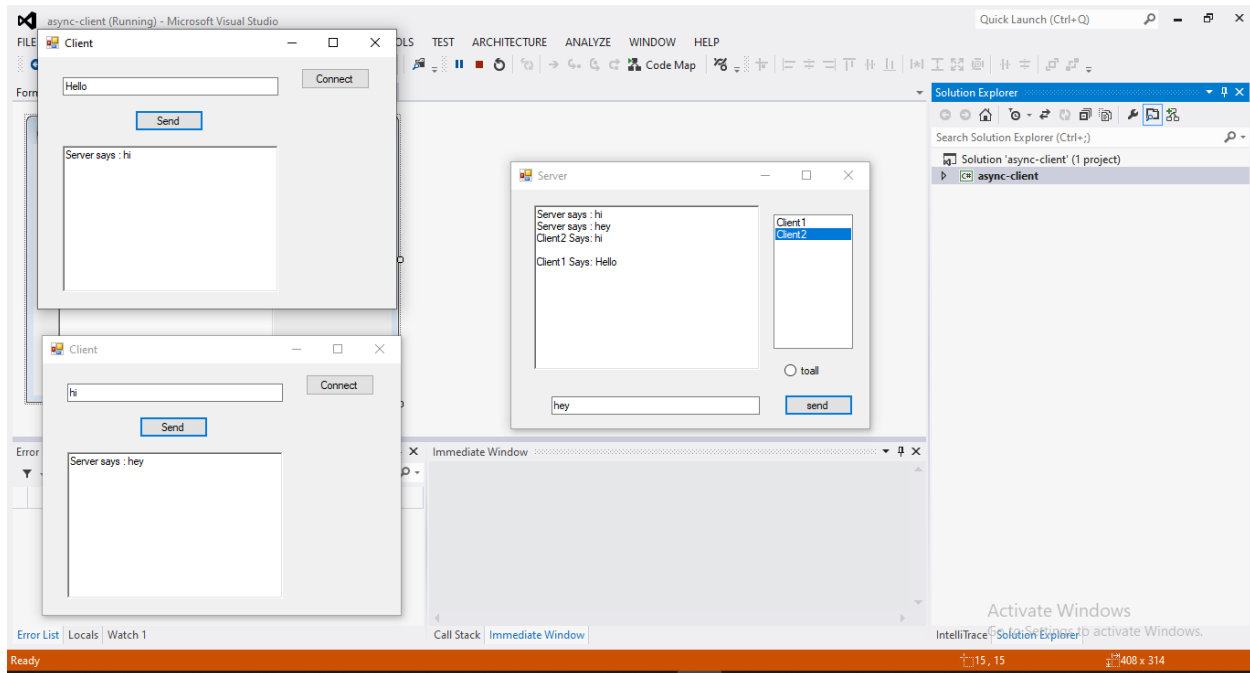 async-client (Running) - Microsoft Visual Studio
Quick Launch (Ctrl+Q)
FILE
OLS TEST ARCHITECTURE ANALYZE WINDOW HELP
Code Map
Client
Hello
Connect
Send
Server says : hi
Client
hi
Connect
Send
Server says : hey
Server
Server says : hi
Server says : hey
Client2 Says: hi
Client1 Says: Hello
Client1
Client2
toall
hey
send
Form
Solution Explorer
Search Solution Explorer (Ctrl+;)
Solution 'async-client' (1 project)
C# async-client
Error
Immediate Window
Error List Locals Watch 1
Call Stack Immediate Window
Activate Windows
Go to Settings to activate Windows.
IntelliTrace Solution Explorer
Ready
15 , 15
408 x 314